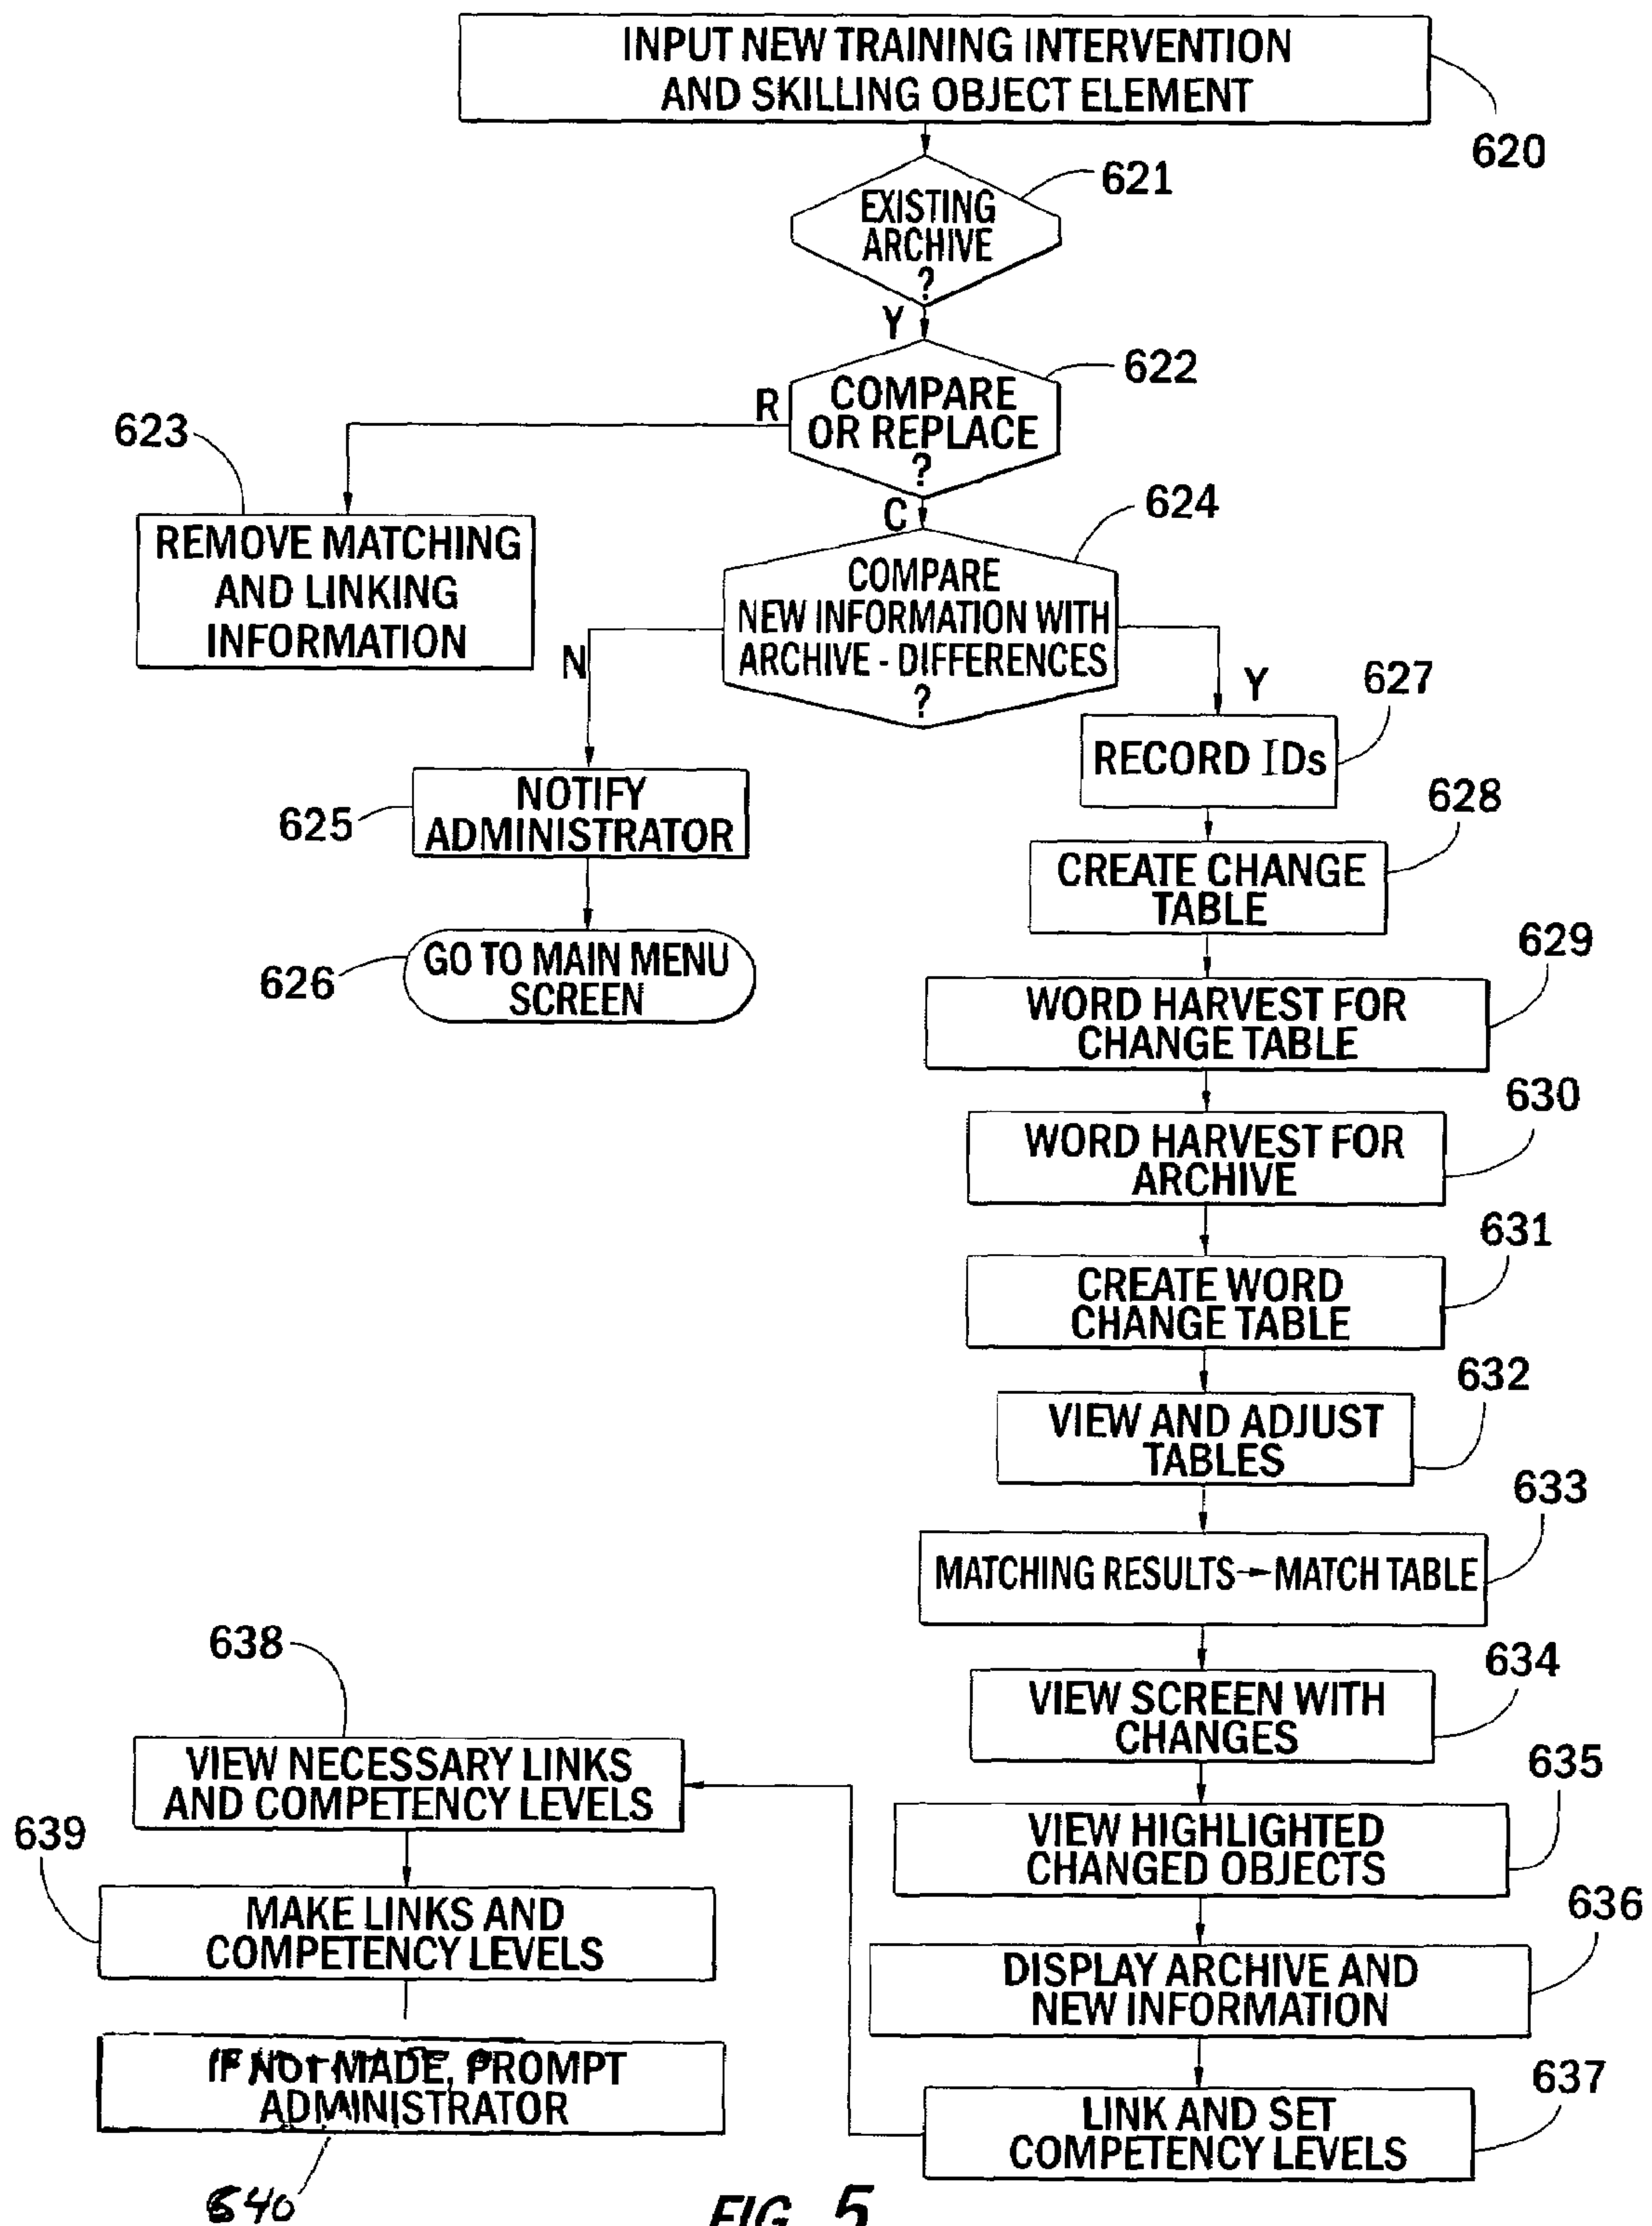 INPUT NEW TRAINING INTERVENTION
AND SKILLING OBJECT ELEMENT
620
621
EXISTING
ARCHIVE
?
Y
622
COMPARE
OR REPLACE
?
R
623
C
624
REMOVE MATCHING
AND LINKING
INFORMATION
COMPARE
NEW INFORMATION WITH
ARCHIVE - DIFFERENCES
?
N
Y
627
RECORD IDs
NOTIFY
ADMINISTRATOR
625
628
CREATE CHANGE
TABLE
GO TO MAIN MENU
SCREEN
626
629
WORD HARVEST FOR
CHANGE TABLE
630
WORD HARVEST FOR
ARCHIVE
631
CREATE WORD
CHANGE TABLE
632
VIEW AND ADJUST
TABLES
633
MATCHING RESULTS→MATCH TABLE
634
VIEW SCREEN WITH
CHANGES
635
VIEW HIGHLIGHTED
CHANGED OBJECTS
636
DISPLAY ARCHIVE AND
NEW INFORMATION
637
LINK AND SET
COMPETENCY LEVELS
638
VIEW NECESSARY LINKS
AND COMPETENCY LEVELS
639
MAKE LINKS AND
COMPETENCY LEVELS
IF NOT MADE, PROMPT
ADMINISTRATOR
640
FIG. 5